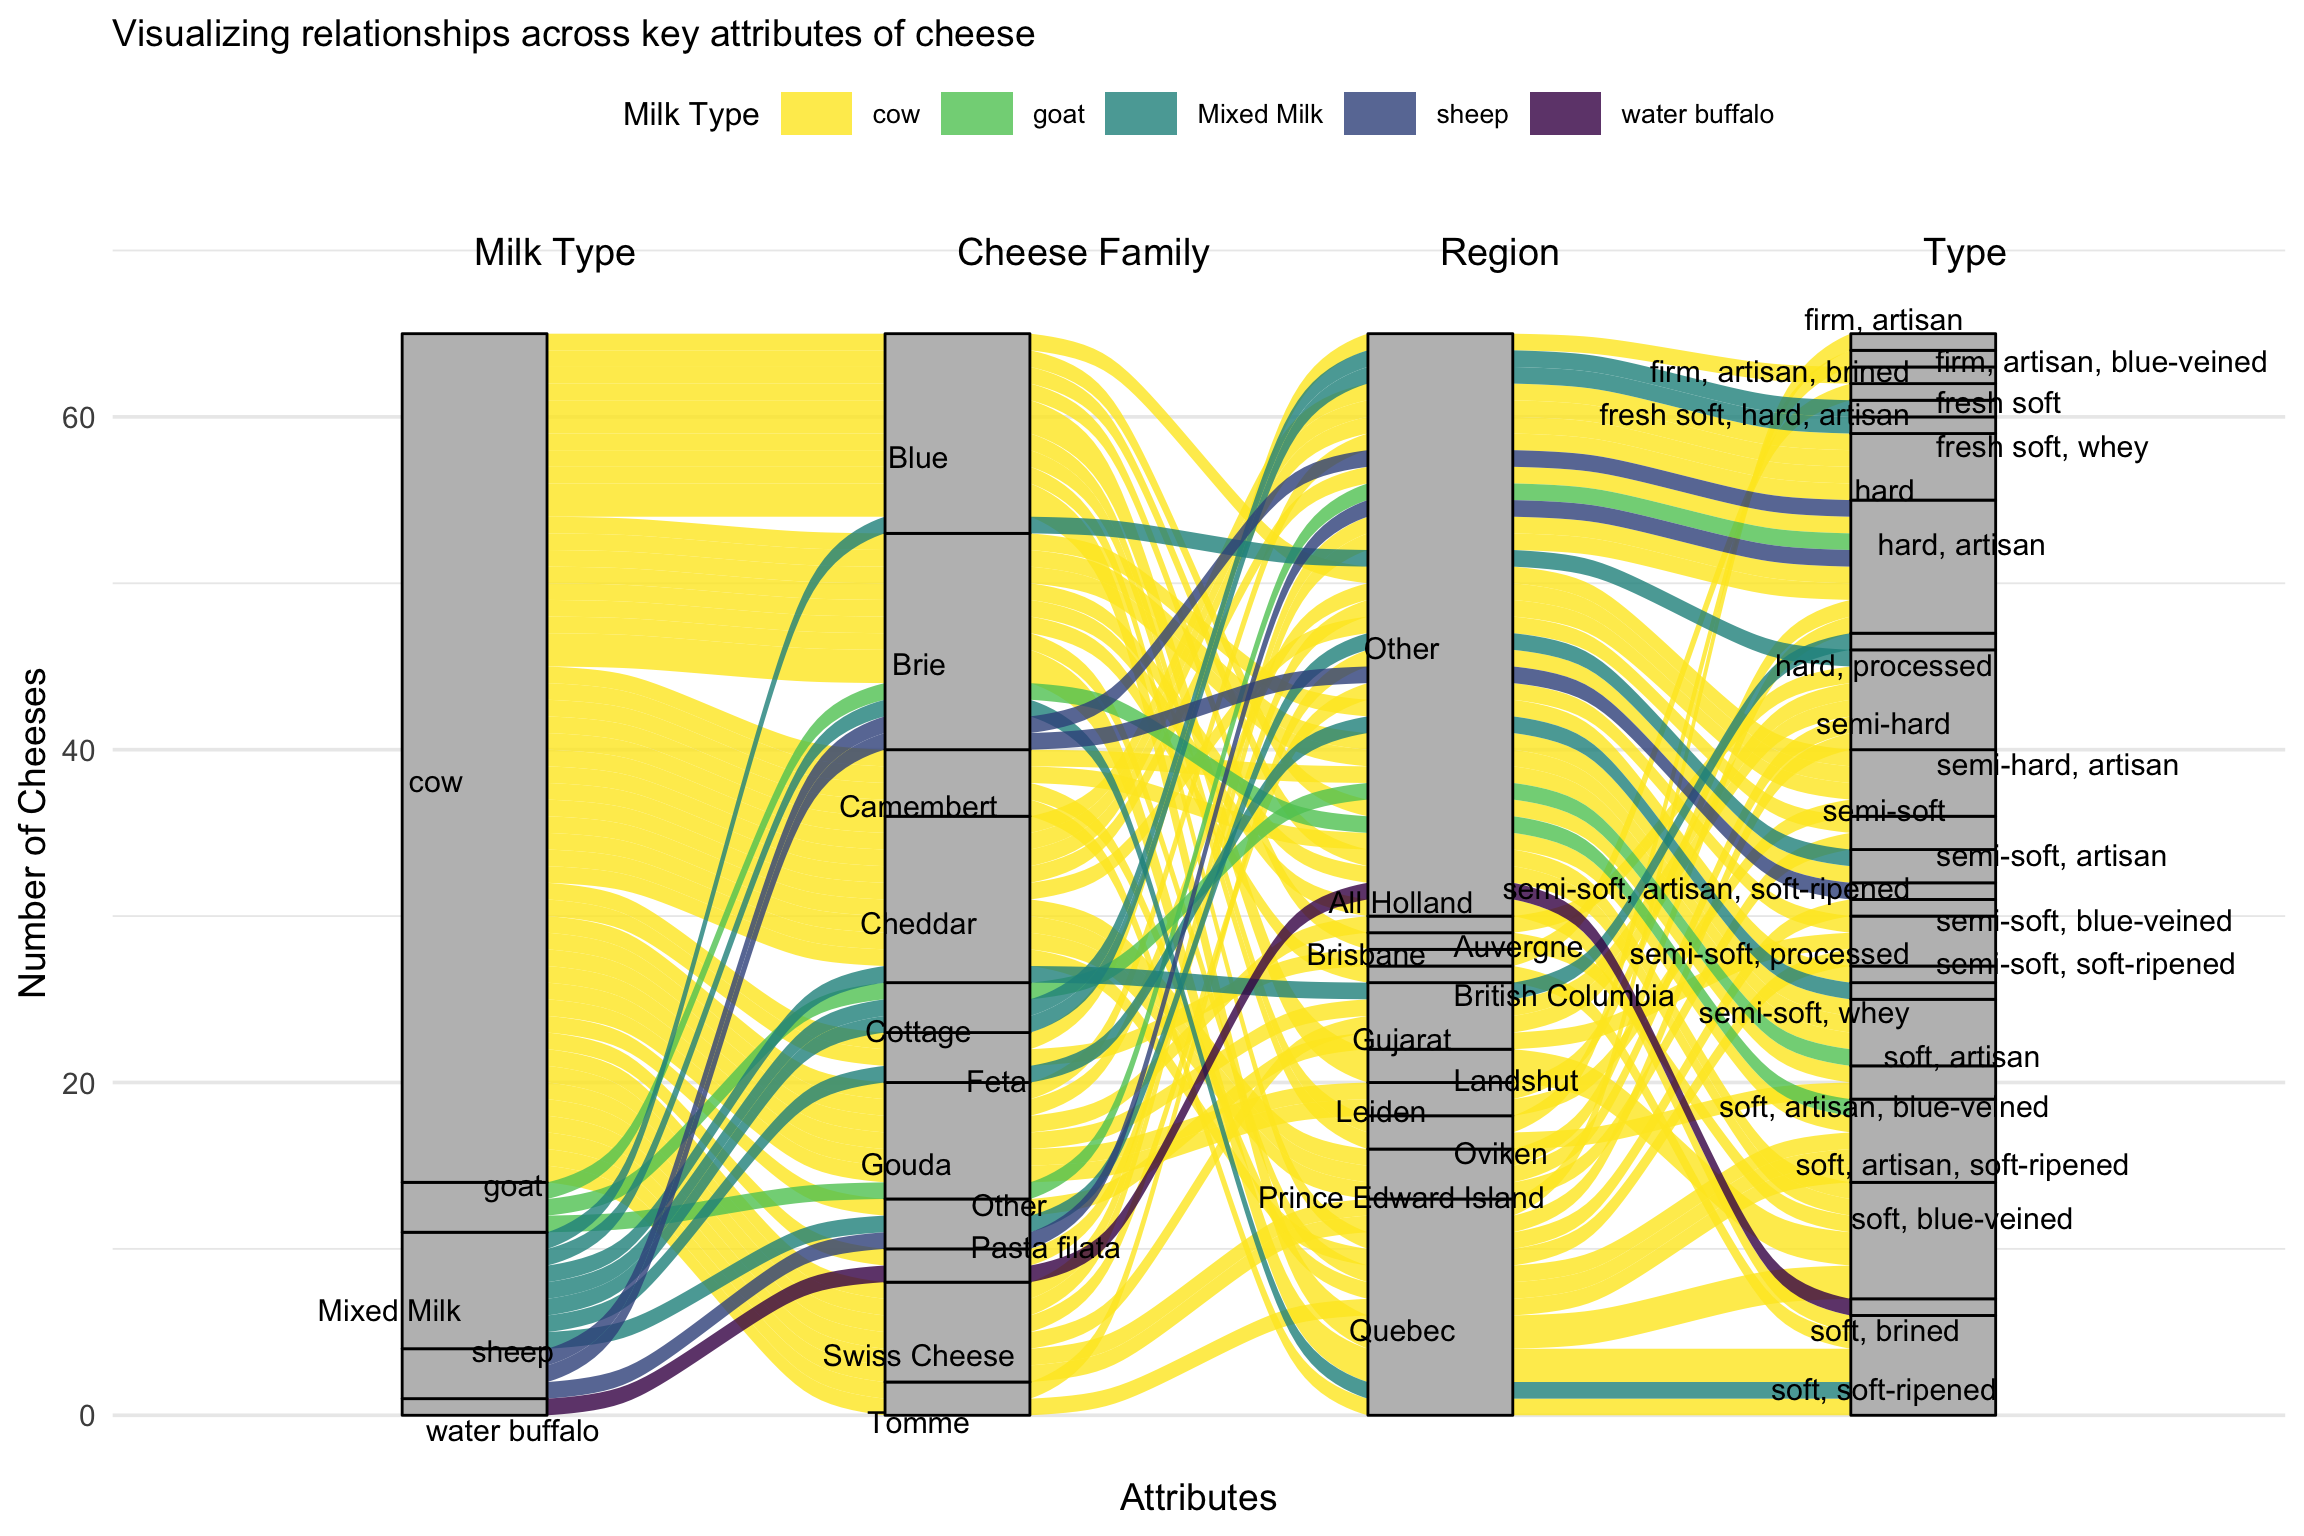 Visualizing relationships across key attributes of cheese
Milk Type cow goat Mixed Milk sheep water buffalo
Milk Type Cheese Family Region Type
Number of Cheeses
60
40
20
0
cow
goat
Mixed Milk
sheep
water buffalo
Blue
Brie
Camembert
Cheddar
Cottage
Feta
Gouda
Other
Pasta filata
Swiss Cheese
Tomme
Other
All Holland
Auvergne
Brisbane
British Columbia
Gujarat
Landshut
Leiden
Oviken
Prince Edward Island
Quebec
firm, artisan
firm, artisan, blue-veined
firm, artisan, brined
fresh soft
fresh soft, hard, artisan
fresh soft, whey
hard
hard, artisan
hard, processed
semi-hard
semi-hard, artisan
semi-soft
semi-soft, artisan
semi-soft, artisan, soft-ripened
semi-soft, blue-veined
semi-soft, processed
semi-soft, soft-ripened
semi-soft, whey
soft, artisan
soft, artisan, blue-veined
soft, artisan, soft-ripened
soft, blue-veined
soft, brined
soft, soft-ripened
Attributes